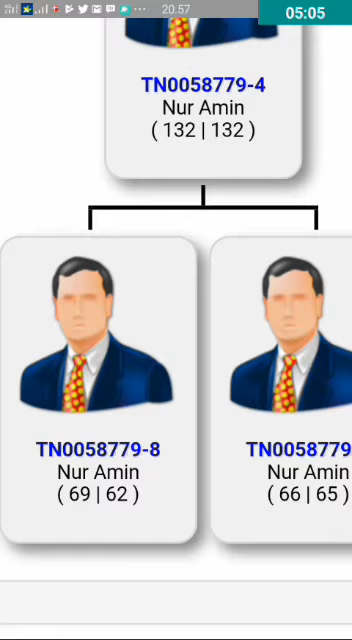 20.57
05:05
TN0058779-4
Nur Amin
( 132 | 132 )
TN0058779-8
Nur Amin
( 69 | 62 )
TN0058779
Nur Amin
( 66 | 65 )